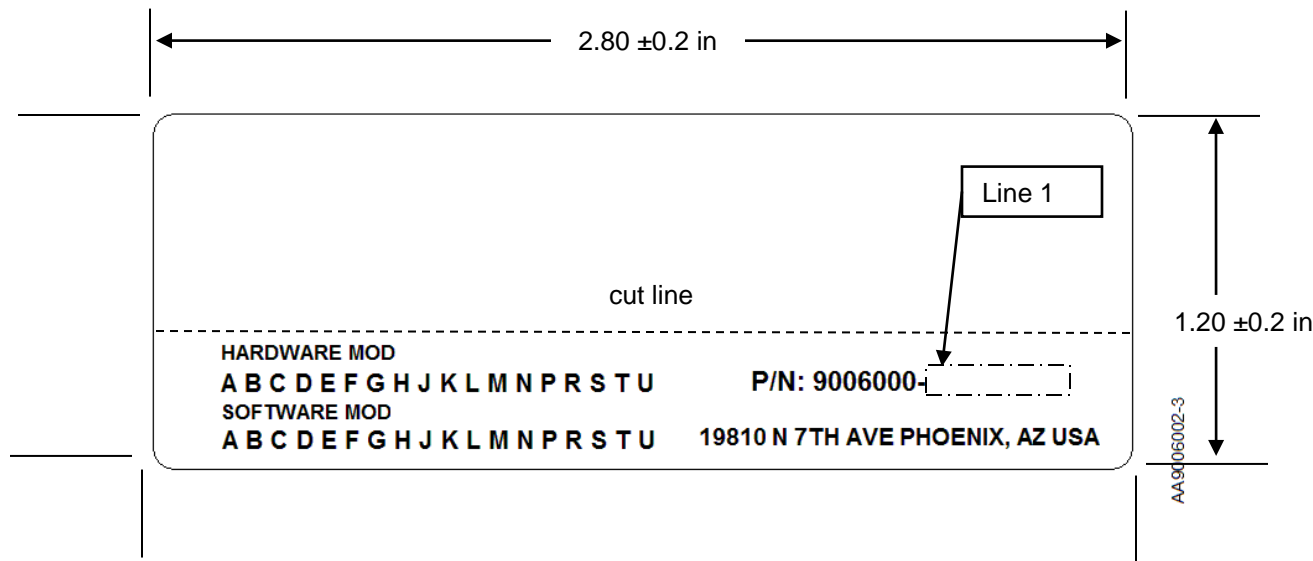 2.80 ±0.2 in
Line 1
cut line
1.20 ±0.2 in
HARDWARE MOD
A B C D E F G H J K L M N P R S T U
P/N: 9006000-
SOFTWARE MOD
A B C D E F G H J K L M N P R S T U
19810 N 7TH AVE PHOENIX, AZ USA
AA9006002-3